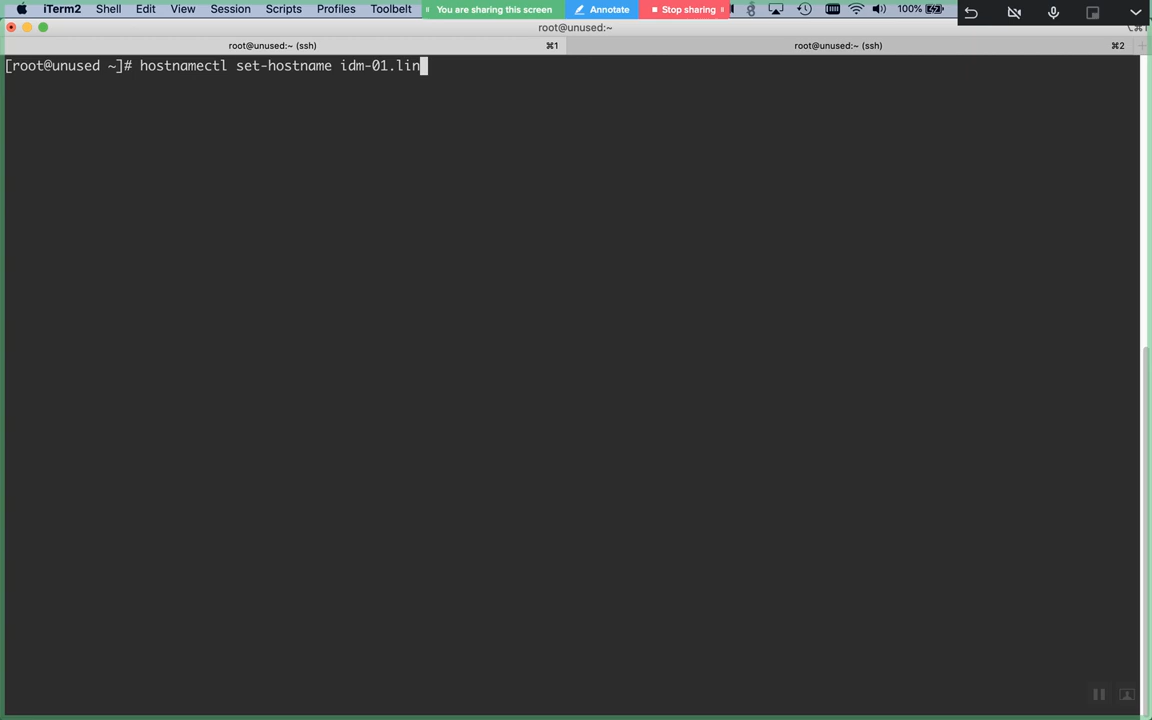 iTerm2 Shell Edit View Session Scripts Profiles Toolbelt You are sharing this screen Annotate Stop sharing 100%
root@unused:~
root@unused:~ (ssh) ⌘1 root@unused:~ (ssh) ⌘2
[root@unused ~]# hostnamectl set-hostname idm-01.lin